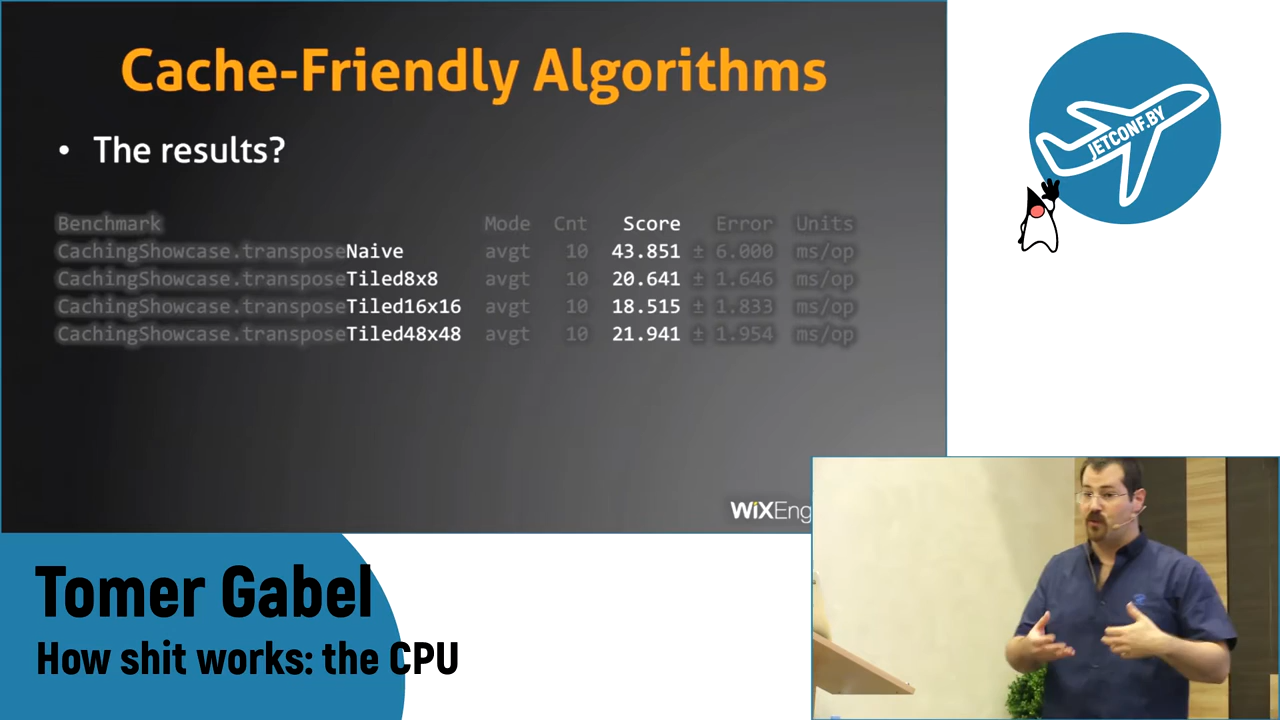 Cache-Friendly Algorithms
• The results?
Benchmark Mode Cnt Score Error Units
CachingShowcase.transposeNaive avgt 10 43.851 ± 6.000 ms/op
CachingShowcase.transposeTiled8x8 avgt 10 20.641 ± 1.646 ms/op
CachingShowcase.transposeTiled16x16 avgt 10 18.515 ± 1.833 ms/op
CachingShowcase.transposeTiled48x48 avgt 10 21.941 ± 1.954 ms/op
WiXEng
JETCONF.BY
Tomer Gabel
How shit works: the CPU